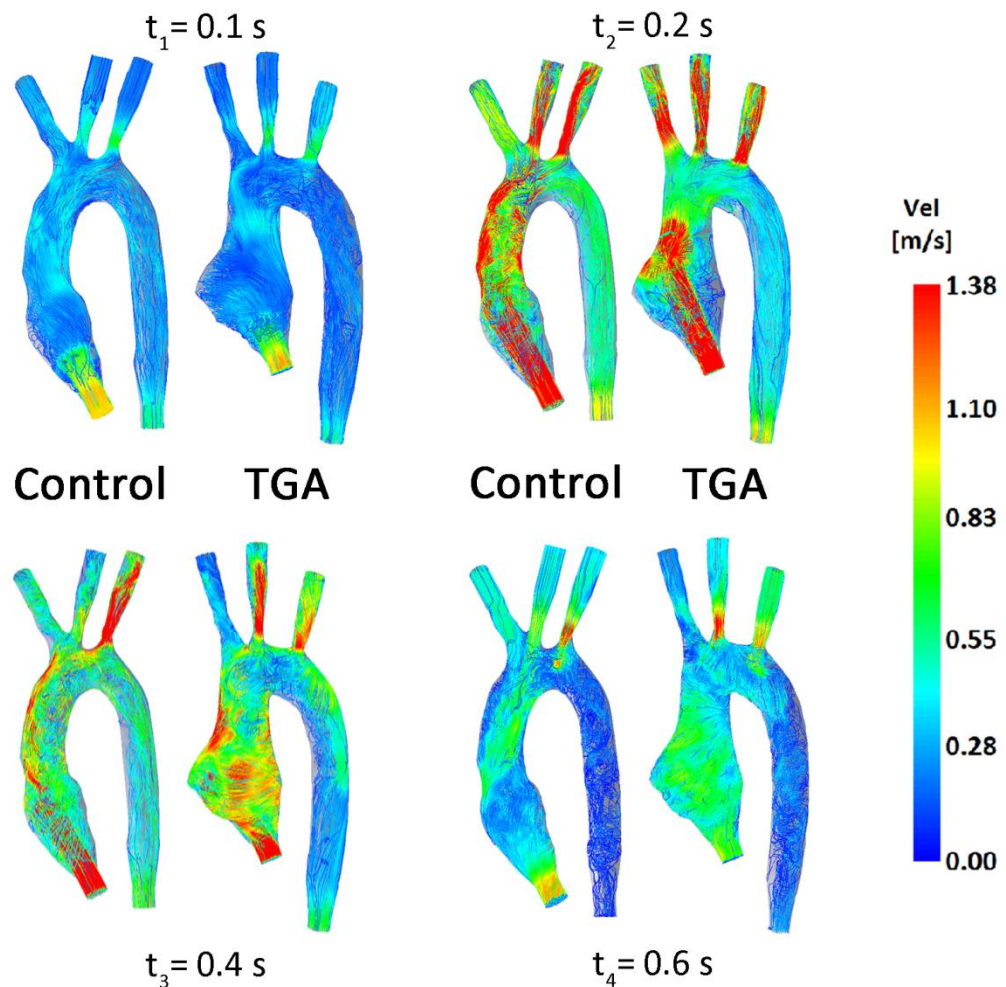 t1= 0.1 s
t2= 0.2 s
Vel
[m/s]
1.38
1.10
0.83
0.55
0.28
0.00
Control TGA
Control TGA
t3= 0.4 s
t4= 0.6 s